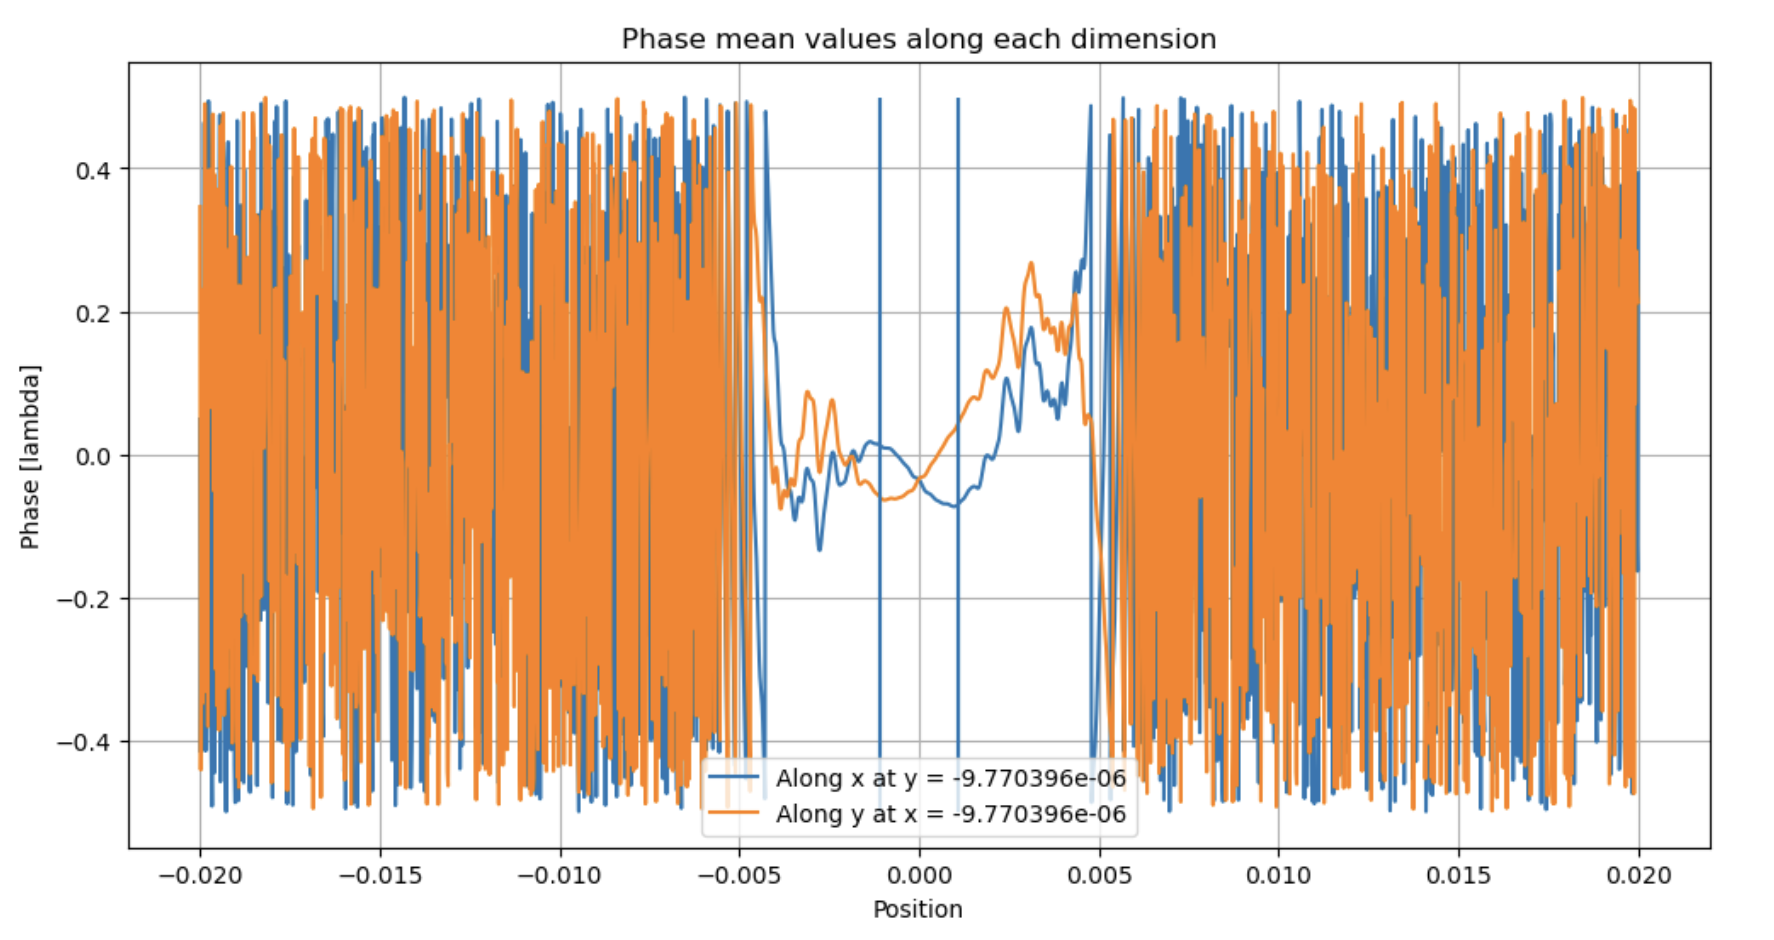 Phase mean values along each dimension
0.4
0.2
0.0
−0.2
−0.4
Phase [lambda]
Along x at y = -9.770396e-06
Along y at x = -9.770396e-06
−0.020 −0.015 −0.010 −0.005 0.000 0.005 0.010 0.015 0.020
Position